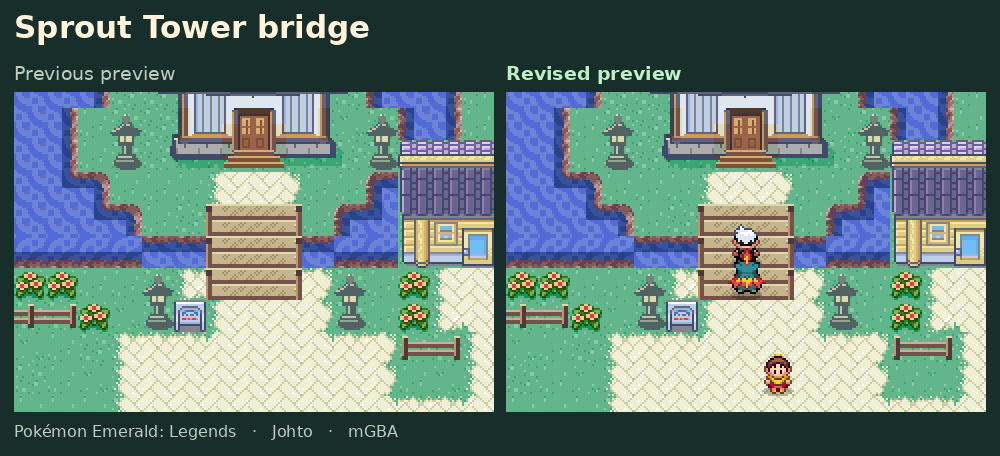 Sprout Tower bridge
Previous preview
Revised preview
Pokémon Emerald: Legends · Johto · mGBA